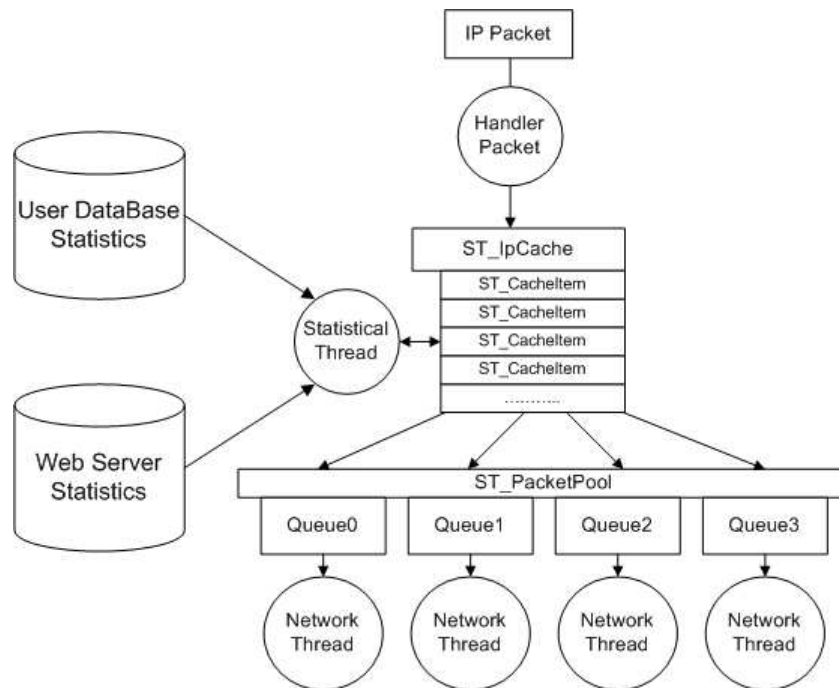 IP Packet
Handler
Packet
User DataBase
Statistics
ST_IpCache
ST_CacheItem
ST_CacheItem
ST_CacheItem
ST_CacheItem
...........
Statistical
Thread
Web Server
Statistics
ST_PacketPool
Queue0
Queue1
Queue2
Queue3
Network
Thread
Network
Thread
Network
Thread
Network
Thread